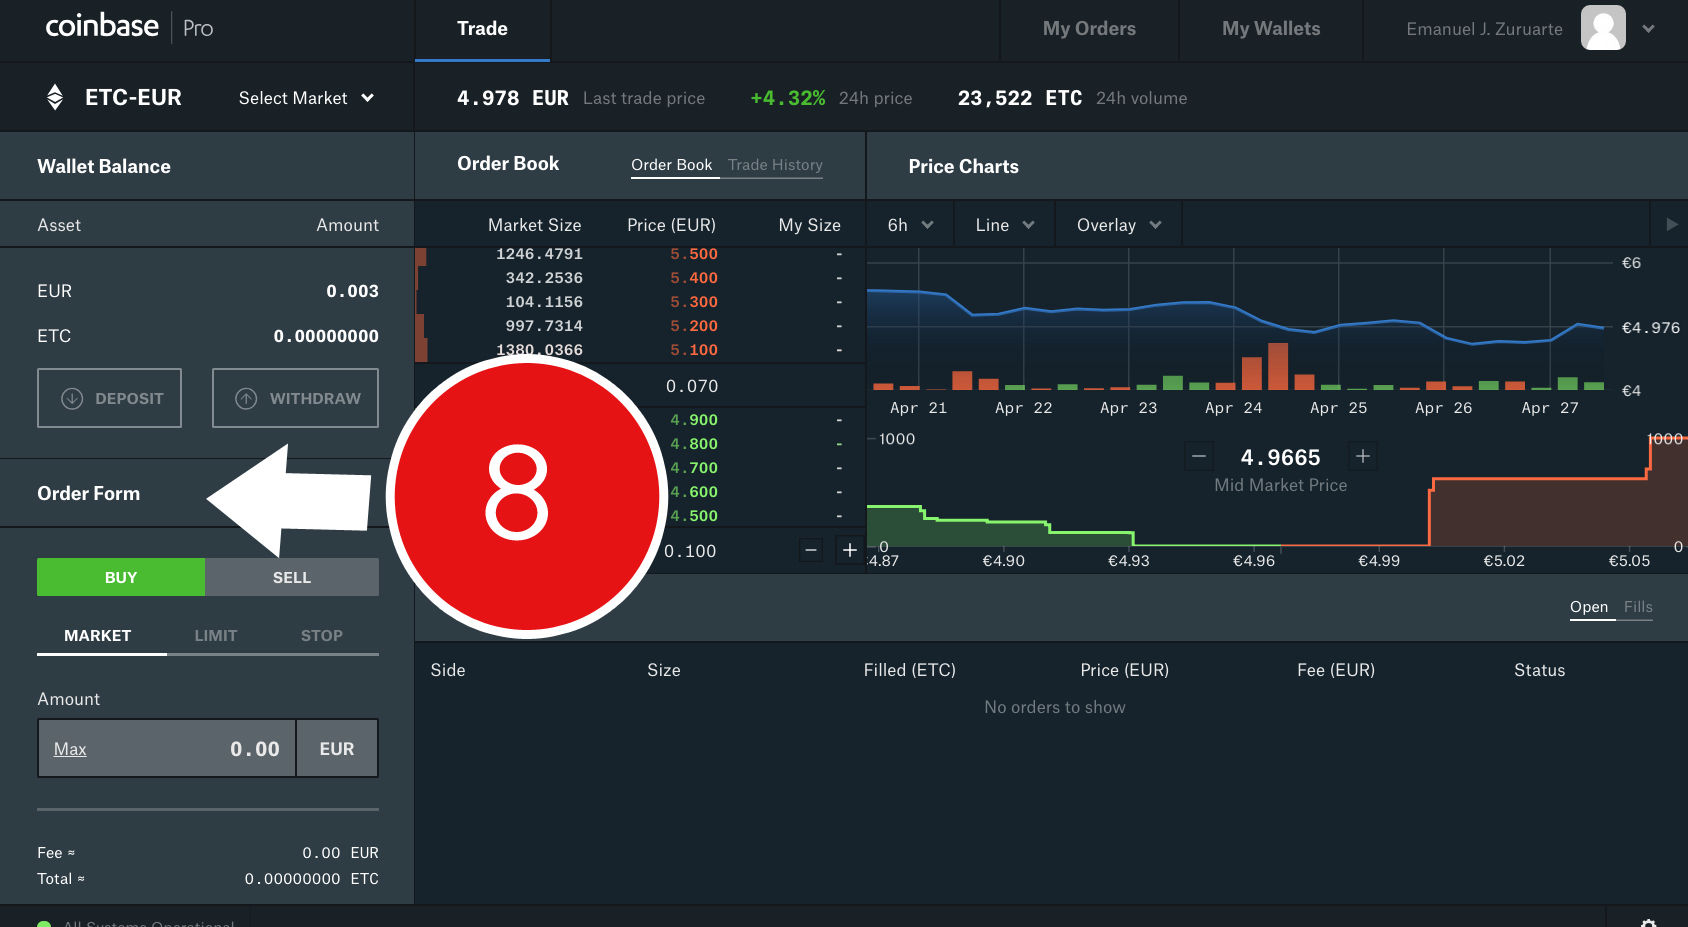 coinbase | Pro
Trade
My Orders
My Wallets
Emanuel J. Zuruarte
ETC-EUR
Select Market
4.978 EUR Last trade price
+4.32% 24h price
23,522 ETC 24h volume
Wallet Balance
Asset Amount
EUR 0.003
ETC 0.00000000
DEPOSIT
WITHDRAW
Order Form
BUY
SELL
MARKET LIMIT STOP
Amount
Max 0.00 EUR
Fee ≈ 0.00 EUR
Total ≈ 0.00000000 ETC
All Systems Operational
Order Book
Order Book Trade History
Market Size Price (EUR) My Size
1246.4791 5.500 -
342.2536 5.400 -
104.1156 5.300 -
997.7314 5.200 -
1380.0366 5.100 -
0.070
4.900 -
4.800 -
4.700 -
4.600 -
4.500 -
0.100 − +
8
Price Charts
6h Line Overlay
€6
€4.976
€4
Apr 21 Apr 22 Apr 23 Apr 24 Apr 25 Apr 26 Apr 27
1000 1000
− 4.9665 +
Mid Market Price
0 0
4.87 €4.90 €4.93 €4.96 €4.99 €5.02 €5.05
Open Fills
Side Size Filled (ETC) Price (EUR) Fee (EUR) Status
No orders to show